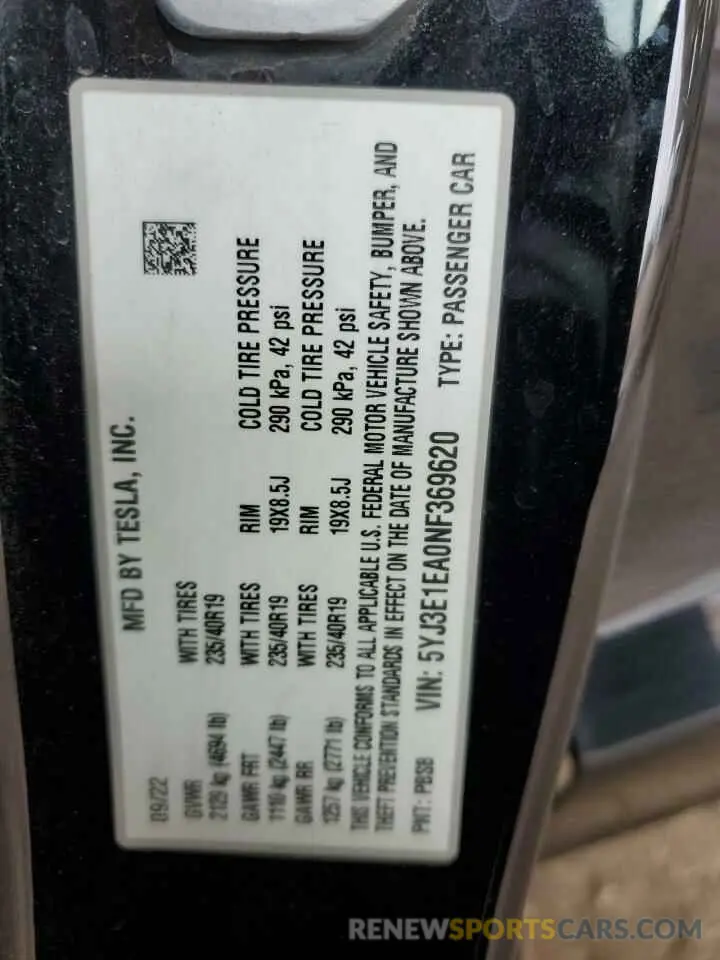 MFD BY TESLA, INC.
09/22
GVWR WITH TIRES
2129 kg (4694 lb) 235/40R19
GAWR FRT WITH TIRES RIM COLD TIRE PRESSURE
1110 kg (2447 lb) 235/40R19 19X8.5J 290 kPa, 42 psi
GAWR RR WITH TIRES RIM COLD TIRE PRESSURE
1257 kg (2771 lb) 235/40R19 19X8.5J 290 kPa, 42 psi
THIS VEHICLE CONFORMS TO ALL APPLICABLE U.S. FEDERAL MOTOR VEHICLE SAFETY, BUMPER, AND
THEFT PREVENTION STANDARDS IN EFFECT ON THE DATE OF MANUFACTURE SHOWN ABOVE.
PNT: PBSB VIN: 5YJ3E1EA0NF369620 TYPE: PASSENGER CAR
RENEWSPORTSCARS.COM